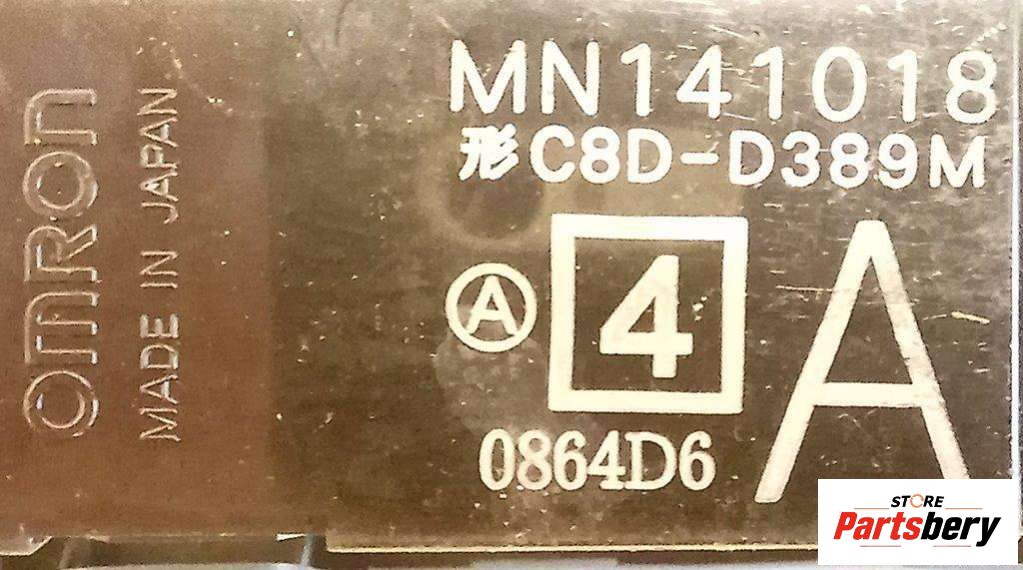 OMRON
MADE IN JAPAN
MN141018
形C8D-D389M
A
4
A
0864D6
STORE
Partsbery